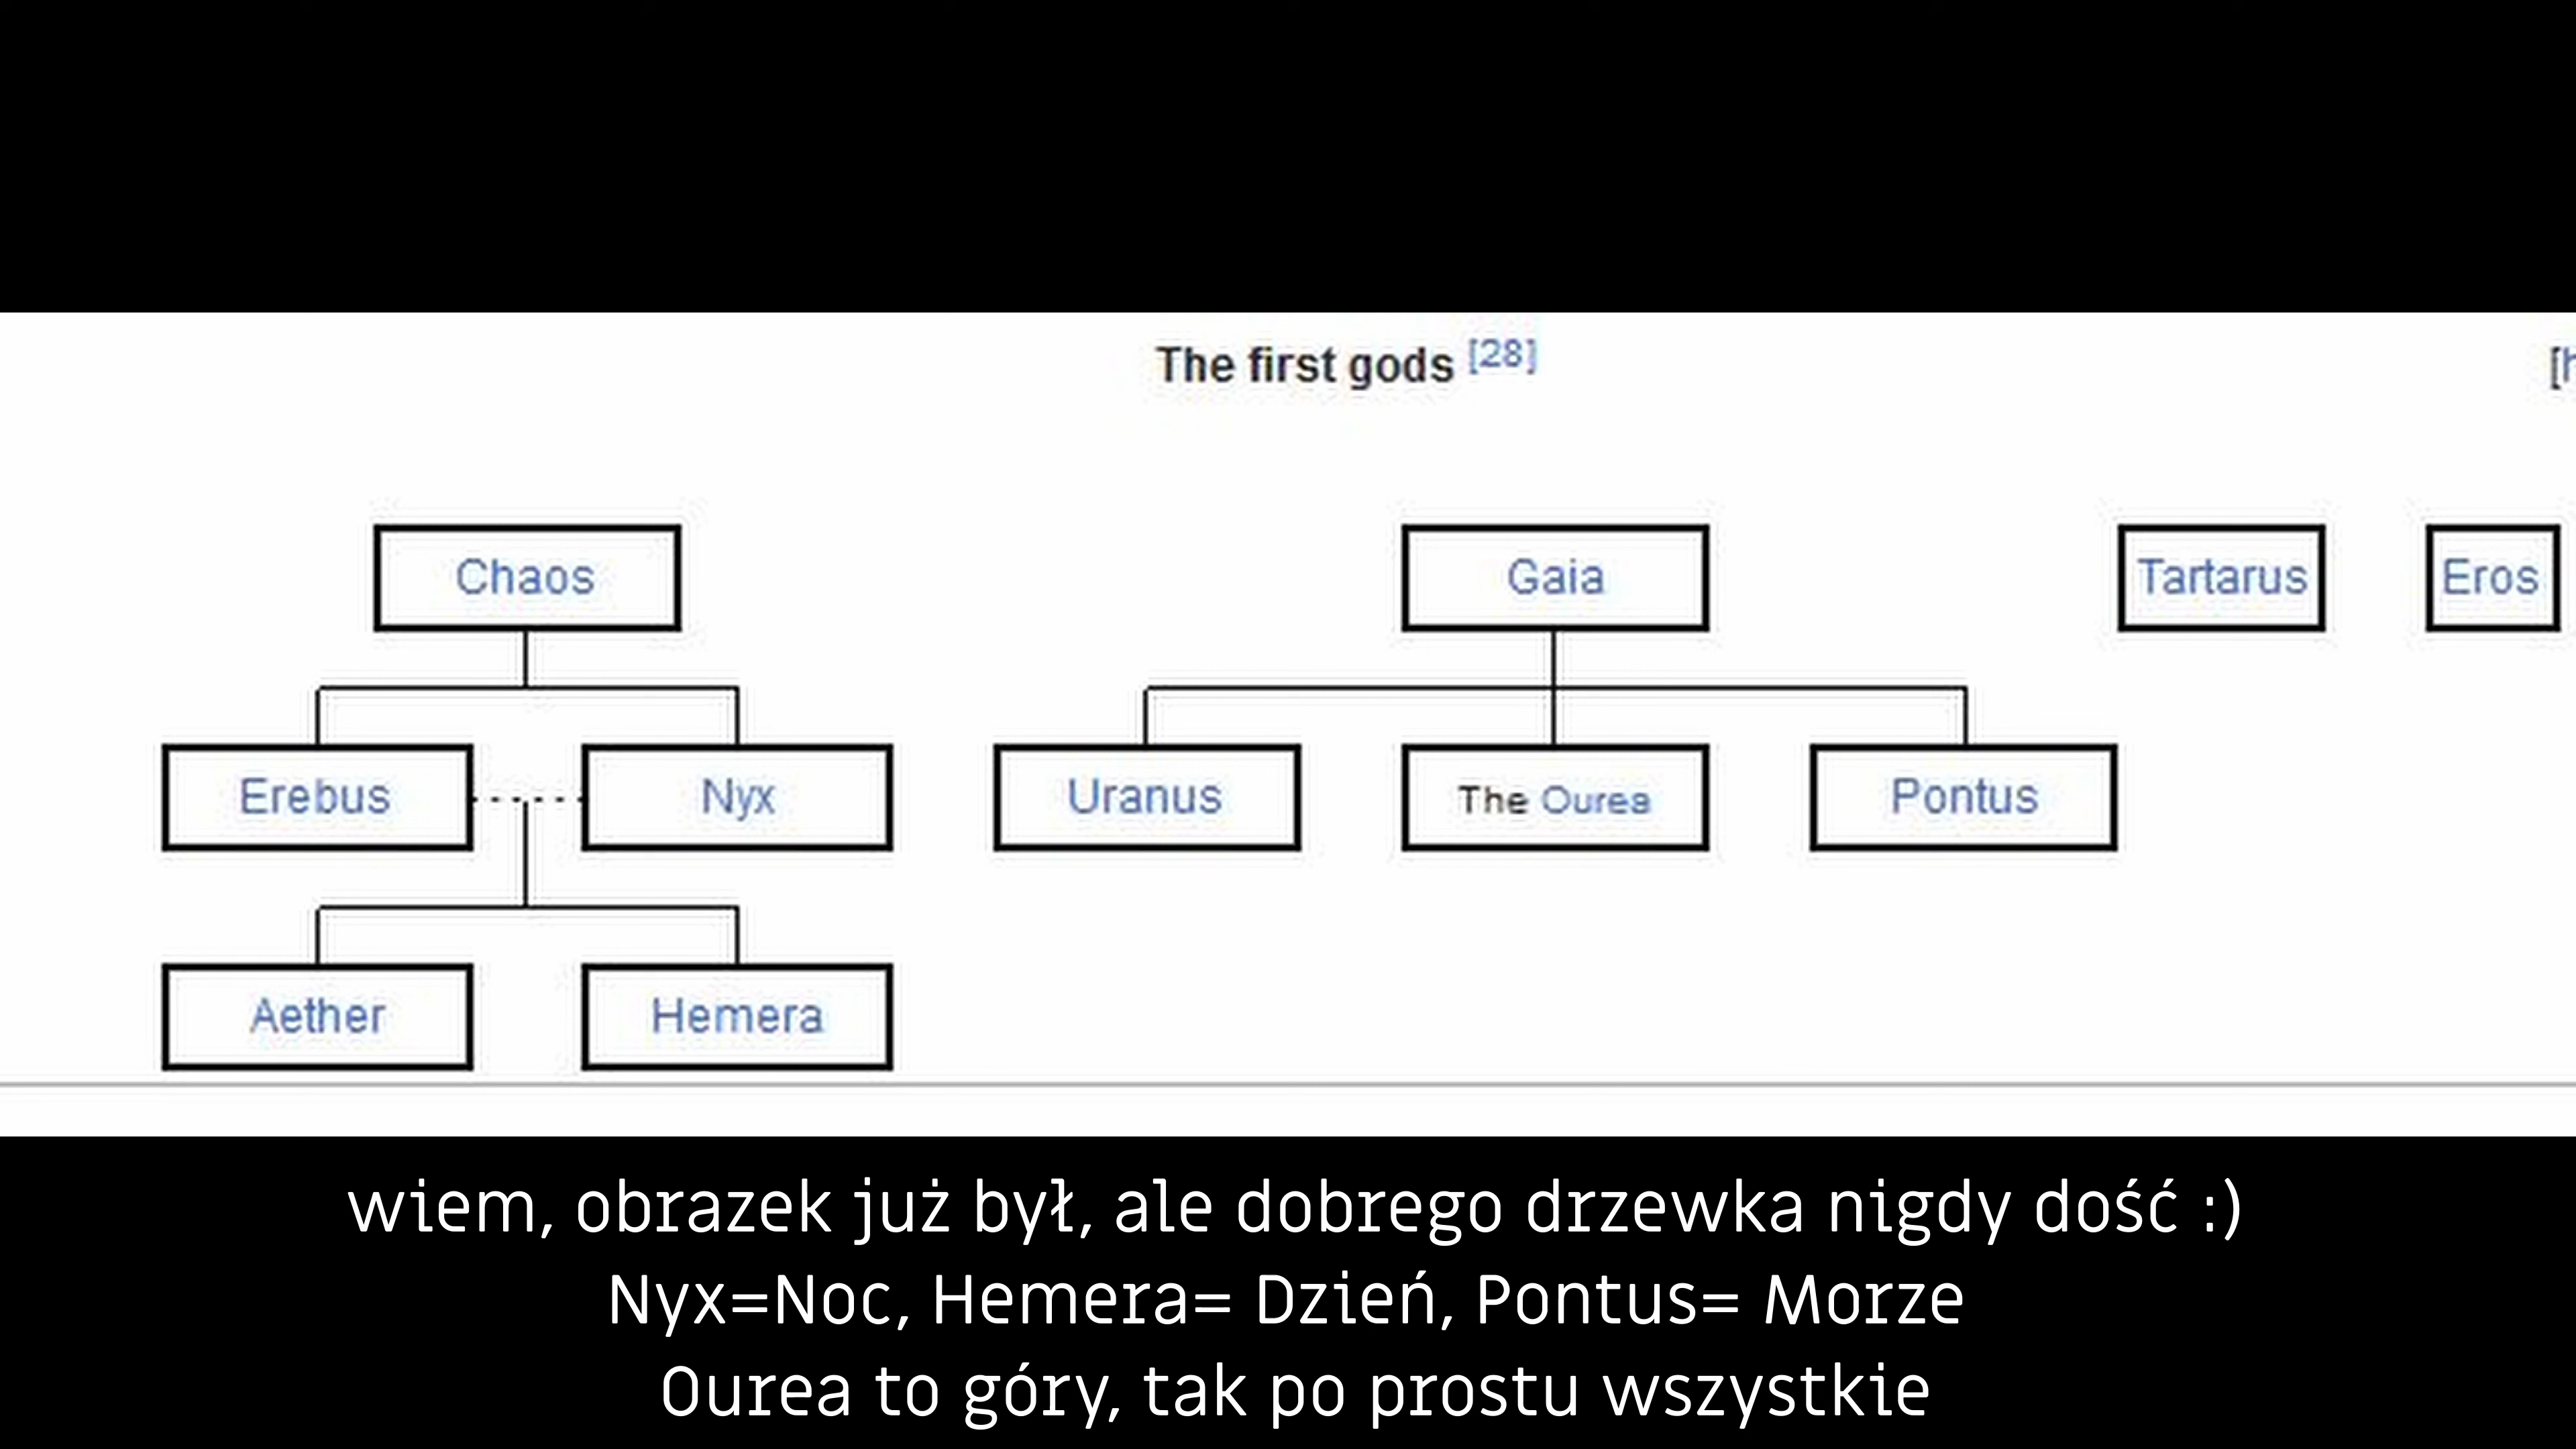 The first gods [28]
[h
Chaos
Gaia
Tartarus
Eros
Erebus
Nyx
Uranus
The Ourea
Pontus
Aether
Hemera
wiem, obrazek już był, ale dobrego drzewka nigdy dość :)
Nyx=Noc, Hemera= Dzień, Pontus= Morze
Ourea to góry, tak po prostu wszystkie